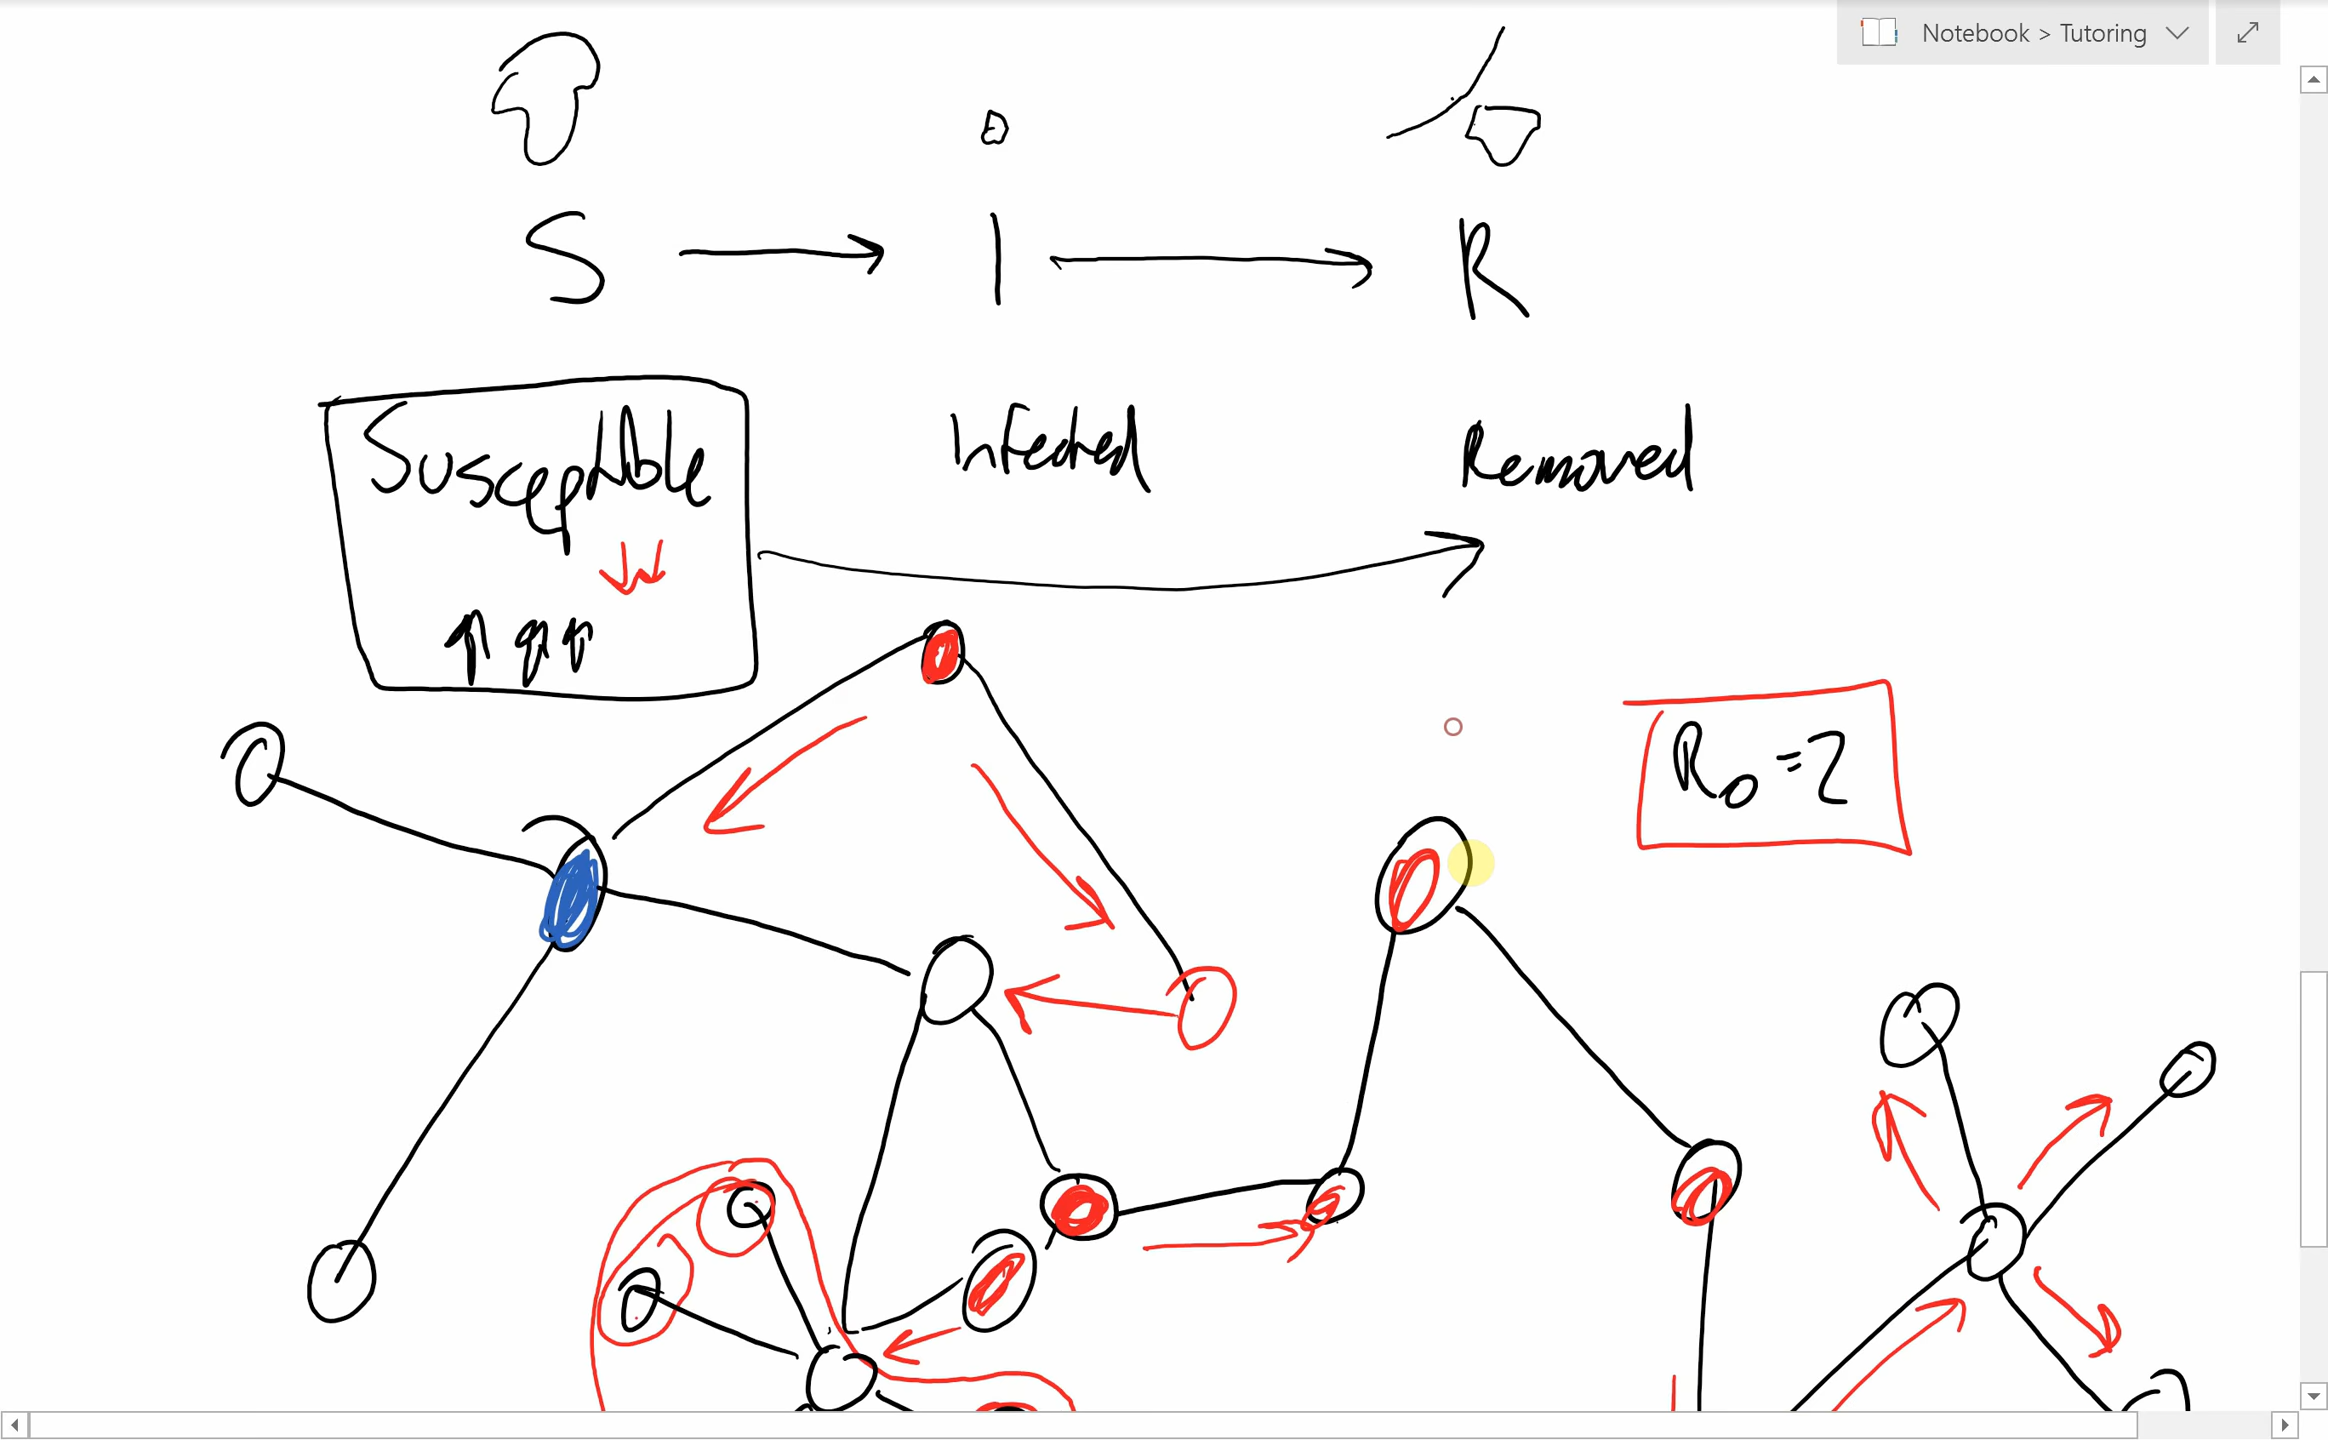 Notebook > Tutoring
S → I → R
Susceptible Infected Removed
R₀ = 2